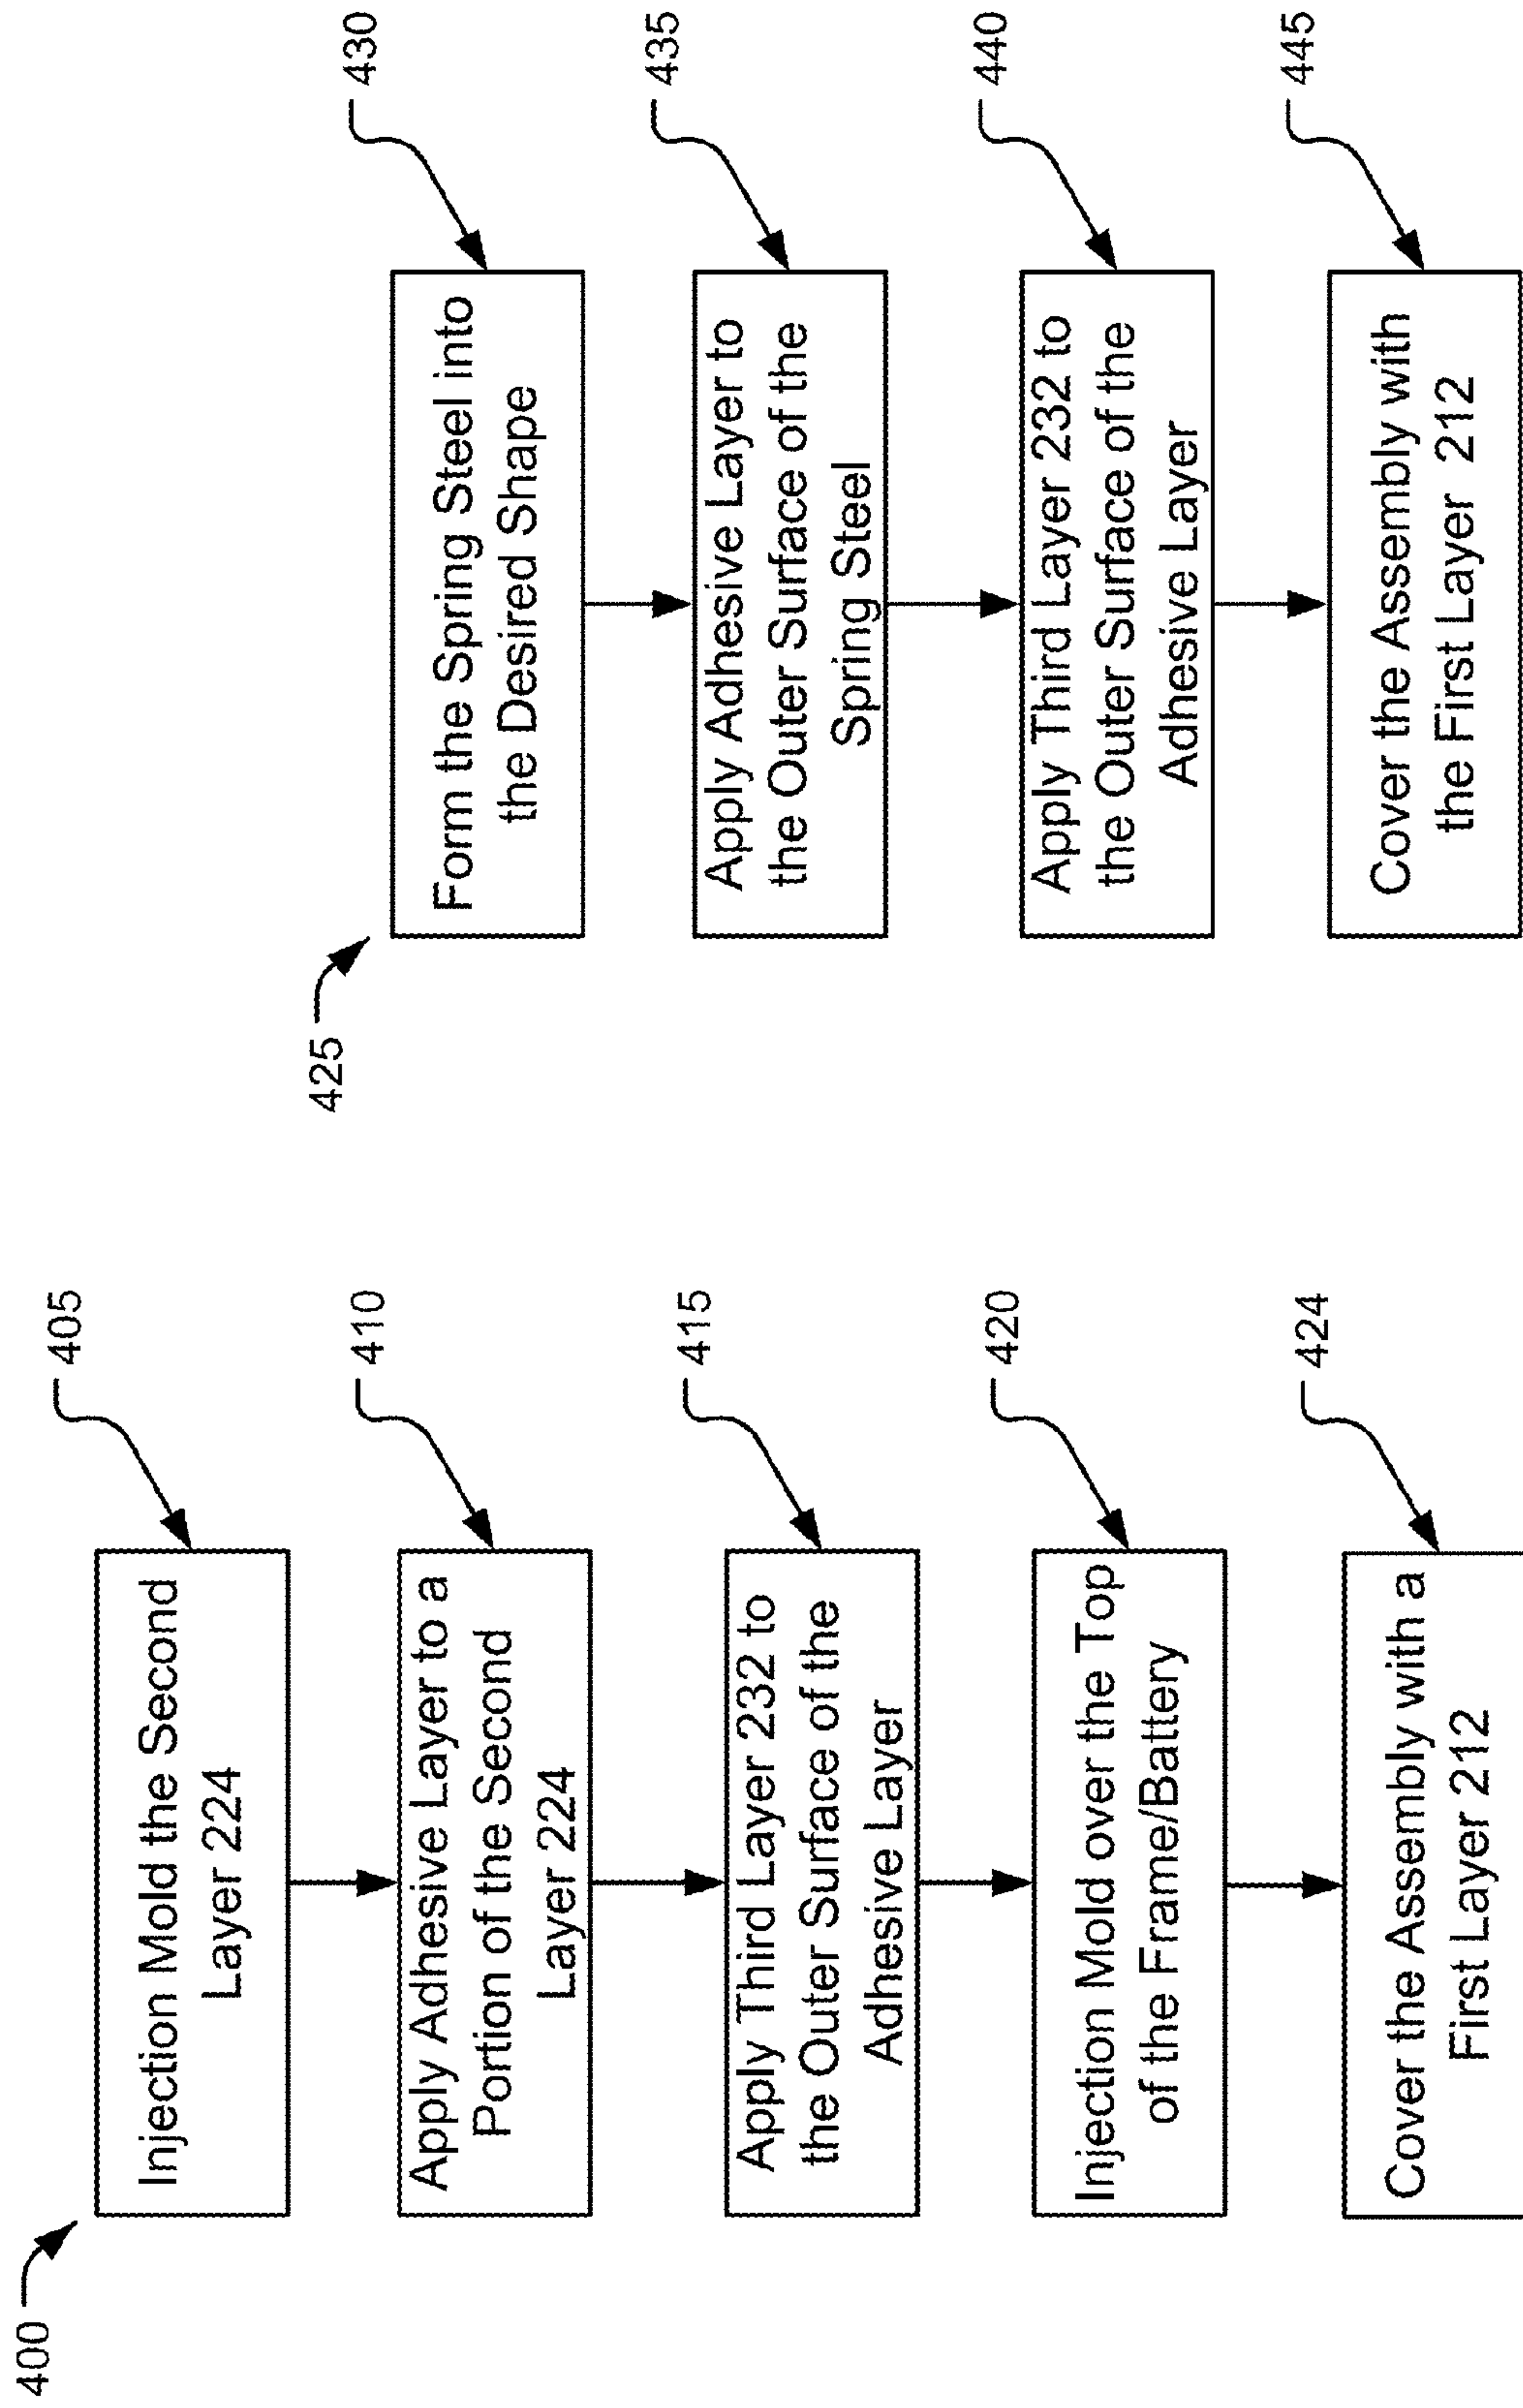 400
405
Injection Mold the Second
Layer 224
410
Apply Adhesive Layer to a
Portion of the Second
Layer 224
415
Apply Third Layer 232 to
the Outer Surface of the
Adhesive Layer
420
Injection Mold over the Top
of the Frame/Battery
424
Cover the Assembly with a
First Layer 212
425
430
Form the Spring Steel into
the Desired Shape
435
Apply Adhesive Layer to
the Outer Surface of the
Spring Steel
440
Apply Third Layer 232 to
the Outer Surface of the
Adhesive Layer
445
Cover the Assembly with
the First Layer 212